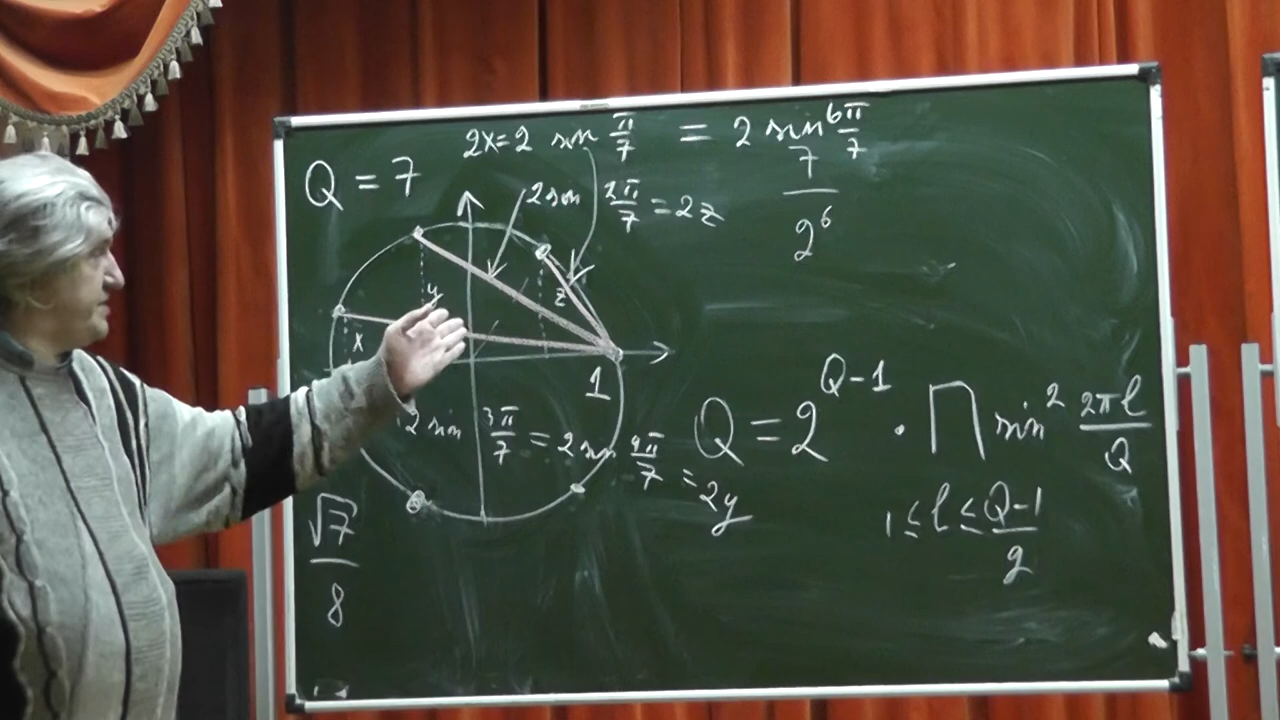 2x = 2 sin π/7 = 2 sin 6π/7
Q = 7
2 sin 2π/7 = 2z
7/2^6
y
z
x
1
2 sin 3π/7 = 2 sin 4π/7 = 2y
Q = 2^{Q-1} · ∏ sin² 2πl/Q
1 ≤ l ≤ Q-1/2
√7/8